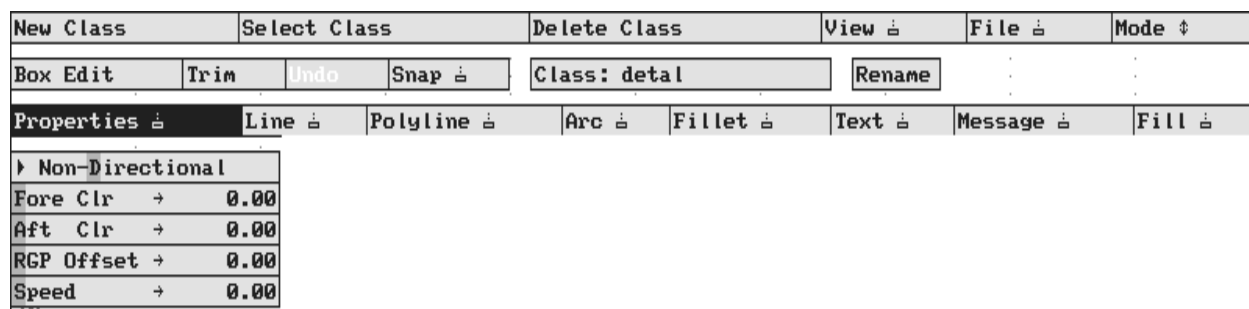 New Class Select Class Delete Class View File Mode
Box Edit Trim Undo Snap Class: detal Rename
Properties Line Polyline Arc Fillet Text Message Fill
Non-Directional
Fore Clr → 0.00
Aft Clr → 0.00
RGP Offset → 0.00
Speed → 0.00